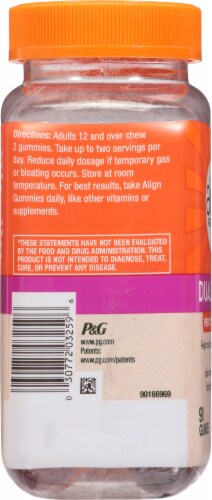 Directions: Adults 12 and over chew
2 gummies. Take up to two servings per
day. Reduce daily dosage if temporary gas
or bloating occurs. Store at room
temperature. For best results, take Align
Gummies daily, like other vitamins or
supplements.
*THESE STATEMENTS HAVE NOT BEEN EVALUATED
BY THE FOOD AND DRUG ADMINISTRATION. THIS
PRODUCT IS NOT INTENDED TO DIAGNOSE, TREAT,
CURE, OR PREVENT ANY DISEASE.
DUA
0 30772 03259 6
P&G
www.pg.com
Patents:
www.pg.com/patents
90166969